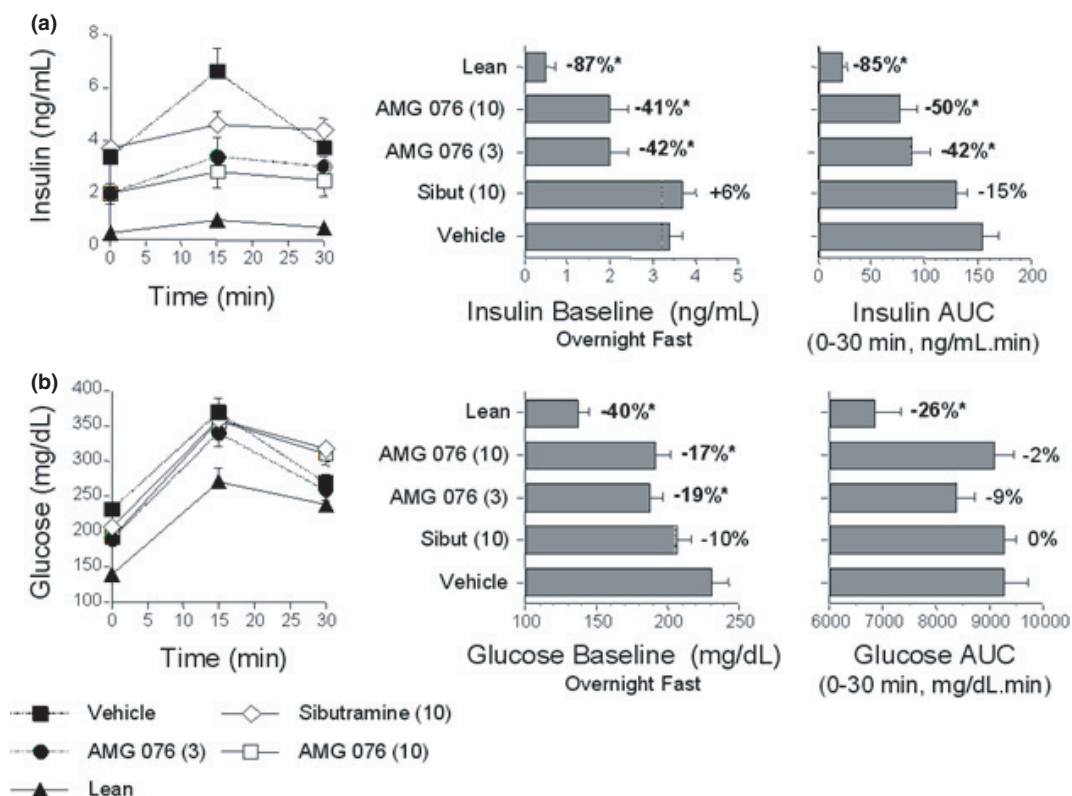 (a)
Insulin (ng/mL)
8
6
4
2
0
0 5 10 15 20 25 30
Time (min)
Lean
AMG 076 (10)
AMG 076 (3)
Sibut (10)
Vehicle
-87%*
-41%*
-42%*
+6%
0 1 2 3 4 5
Insulin Baseline (ng/mL)
Overnight Fast
-85%*
-50%*
-42%*
-15%
0 50 100 150 200
Insulin AUC
(0-30 min, ng/mL.min)
(b)
Glucose (mg/dL)
400
350
300
250
200
150
100
0 5 10 15 20 25 30
Time (min)
Lean
AMG 076 (10)
AMG 076 (3)
Sibut (10)
Vehicle
-40%*
-17%*
-19%*
-10%
100 150 200 250
Glucose Baseline (mg/dL)
Overnight Fast
-26%*
-2%
-9%
0%
6000 7000 8000 9000 10000
Glucose AUC
(0-30 min, mg/dL.min)
Vehicle
Sibutramine (10)
AMG 076 (3)
AMG 076 (10)
Lean